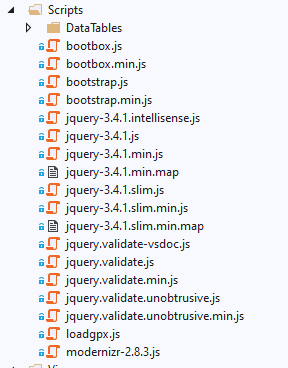 Scripts
DataTables
bootbox.js
bootbox.min.js
bootstrap.js
bootstrap.min.js
jquery-3.4.1.intellisense.js
jquery-3.4.1.js
jquery-3.4.1.min.js
jquery-3.4.1.min.map
jquery-3.4.1.slim.js
jquery-3.4.1.slim.min.js
jquery-3.4.1.slim.min.map
jquery.validate-vsdoc.js
jquery.validate.js
jquery.validate.min.js
jquery.validate.unobtrusive.js
jquery.validate.unobtrusive.min.js
loadgpx.js
modernizr-2.8.3.js